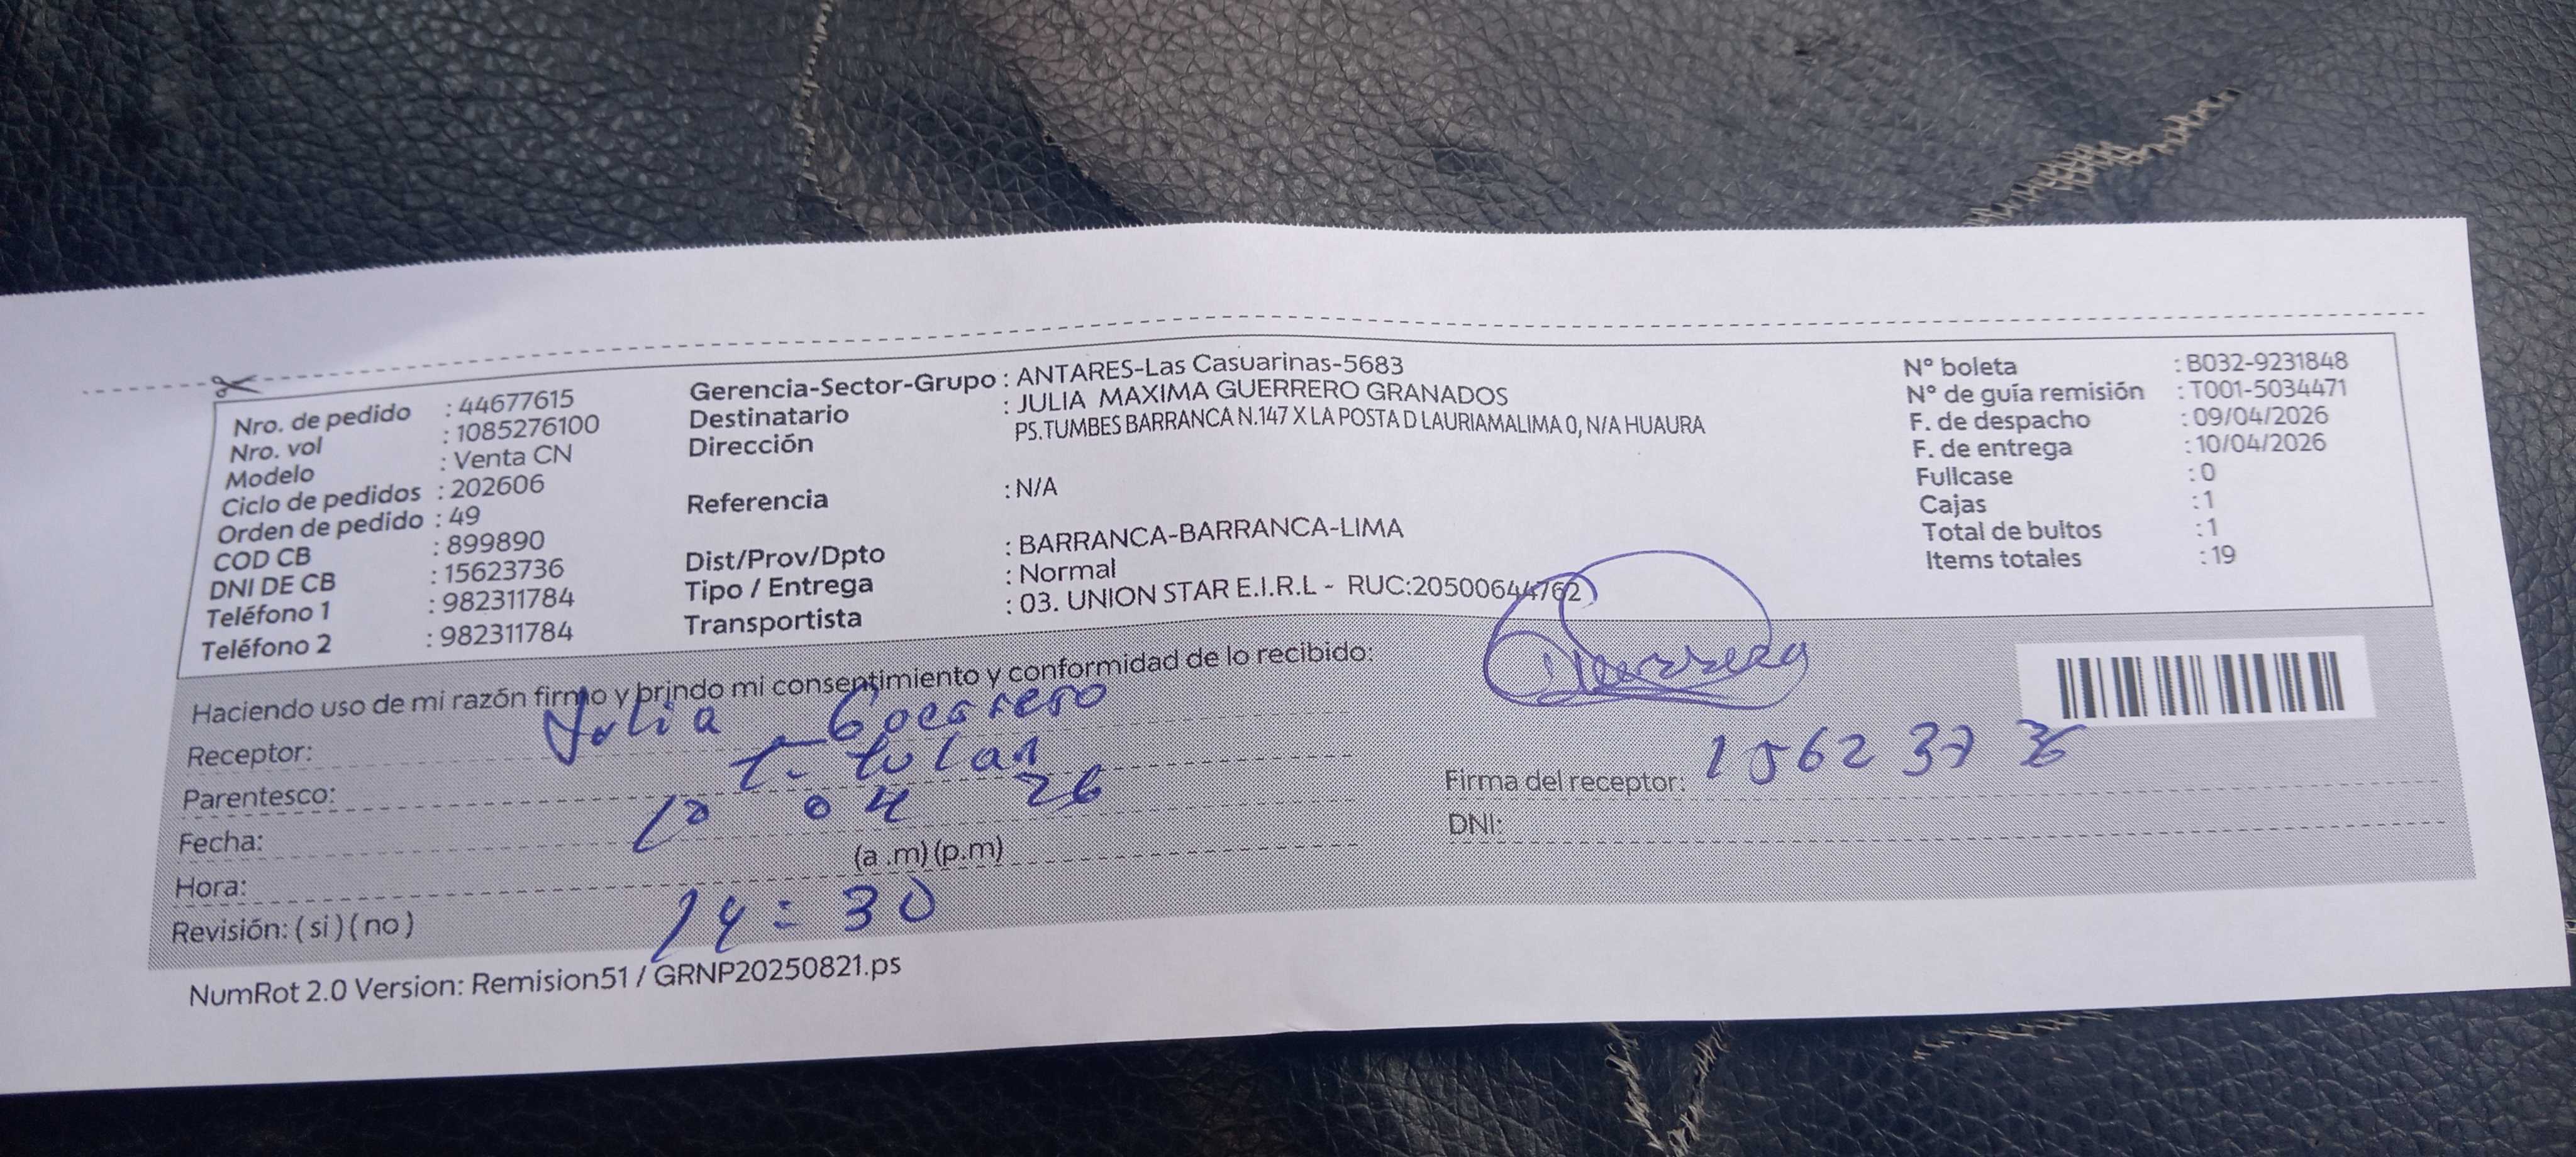 Nro. de pedido : 44677615
Nro. vol : 1085276100
Modelo : Venta CN
Ciclo de pedidos : 202606
Orden de pedido : 49
COD CB : 899890
DNI DE CB : 15623736
Teléfono 1 : 982311784
Teléfono 2 : 982311784
Gerencia-Sector-Grupo : ANTARES-Las Casuarinas-5683
Destinatario : JULIA MAXIMA GUERRERO GRANADOS
Dirección PS.TUMBES BARRANCA N.147 X LA POSTA D LAURIAMALIMA 0, N/A HUAURA
Referencia : N/A
Dist/Prov/Dpto : BARRANCA-BARRANCA-LIMA
Tipo / Entrega : Normal
Transportista : 03. UNION STAR E.I.R.L - RUC:20500644762
N° boleta : B032-9231848
N° de guía remisión : T001-5034471
F. de despacho : 09/04/2026
F. de entrega : 10/04/2026
Fullcase : 0
Cajas : 1
Total de bultos : 1
Items totales : 19
Haciendo uso de mi razón firmo y brindo mi consentimiento y conformidad de lo recibido:
Receptor: Julia Guerrero
Parentesco: titular
Fecha: 10 04 26
Hora: (a .m) (p.m)
14:30
Revisión: ( si ) ( no )
Guerrero
Firma del receptor: 15623736
DNI:
NumRot 2.0 Version: Remision51 / GRNP20250821.ps